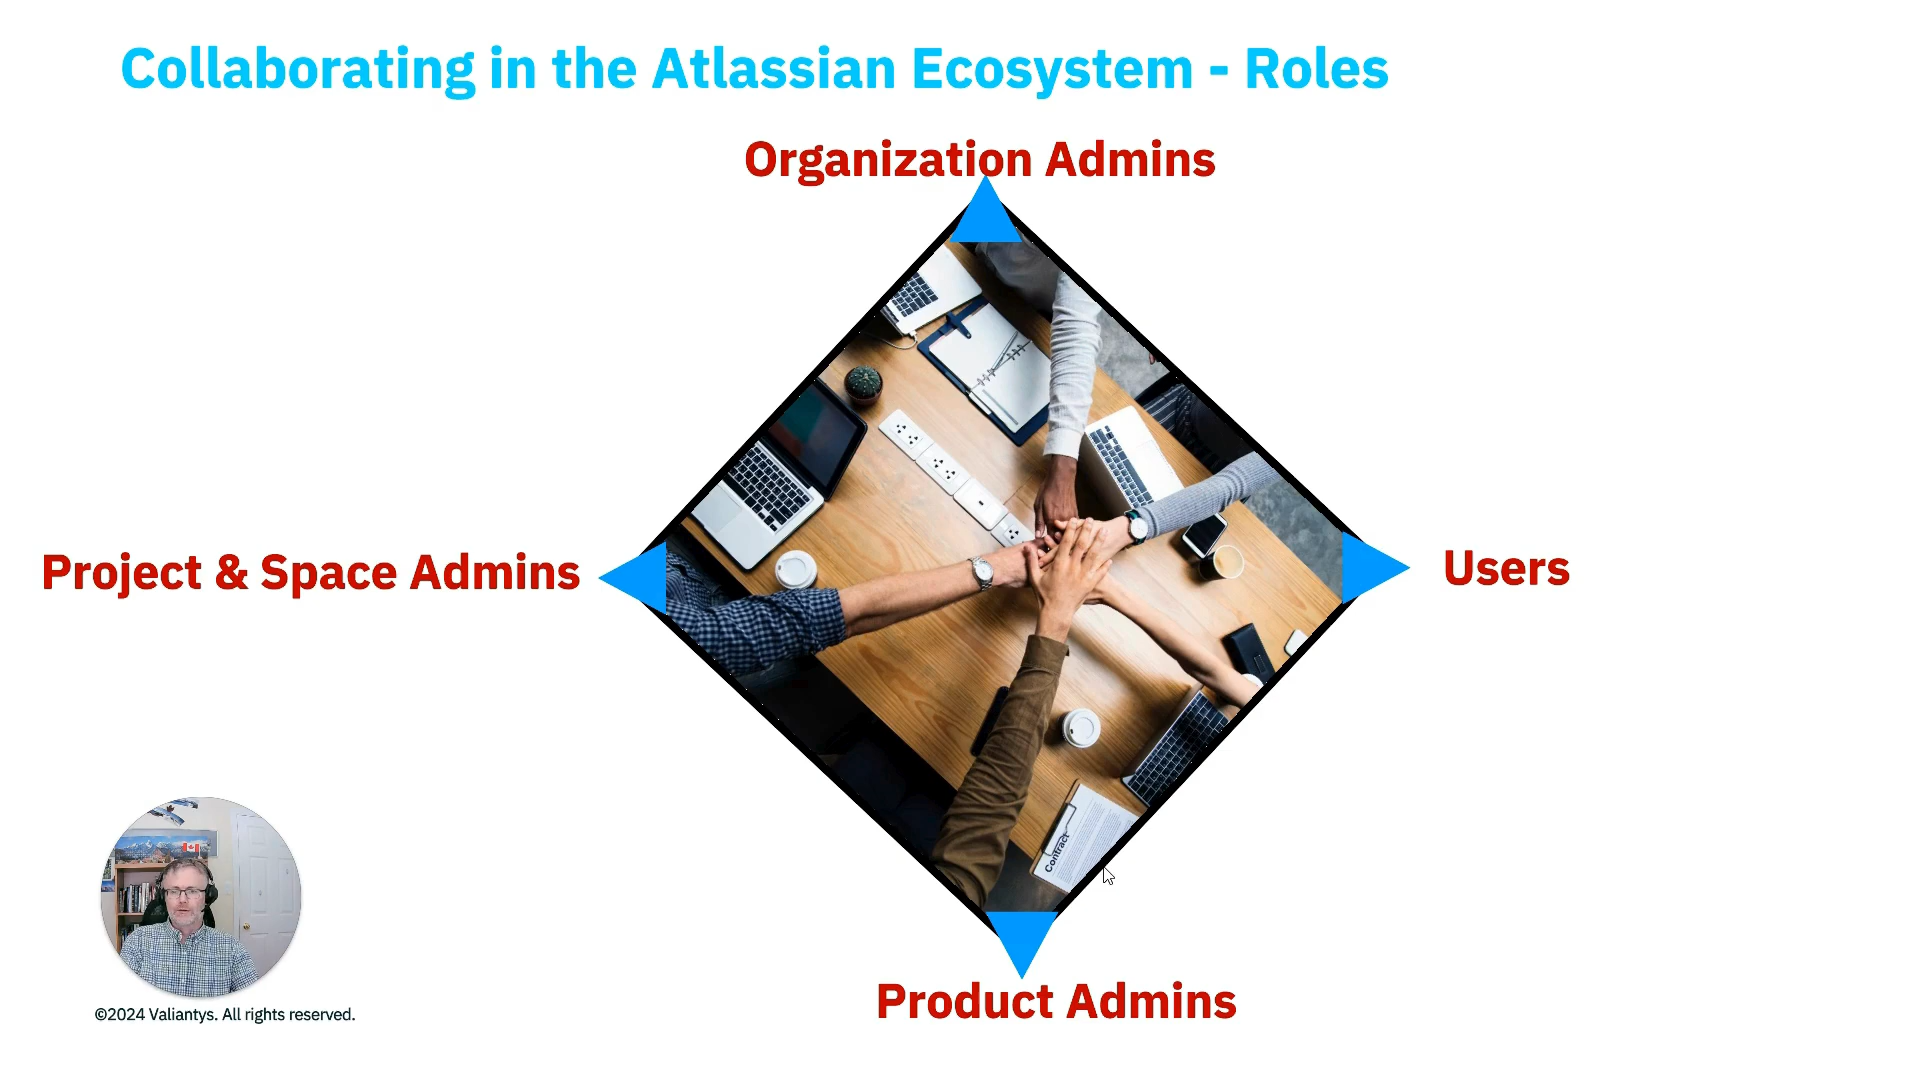 Collaborating in the Atlassian Ecosystem - Roles
Organization Admins
Project & Space Admins
Users
Contract
Product Admins
©2024 Valiantys. All rights reserved.